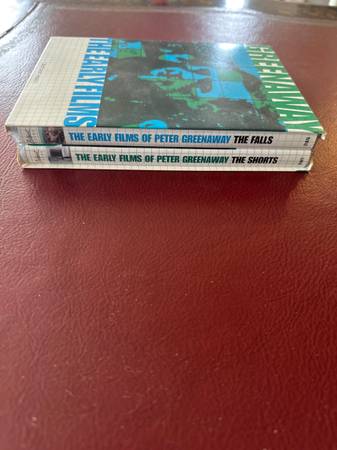 GREENAWAY
THE EARLY FILMS
THE EARLY FILMS OF PETER GREENAWAY THE FALLS
THE EARLY FILMS OF PETER GREENAWAY THE SHORTS